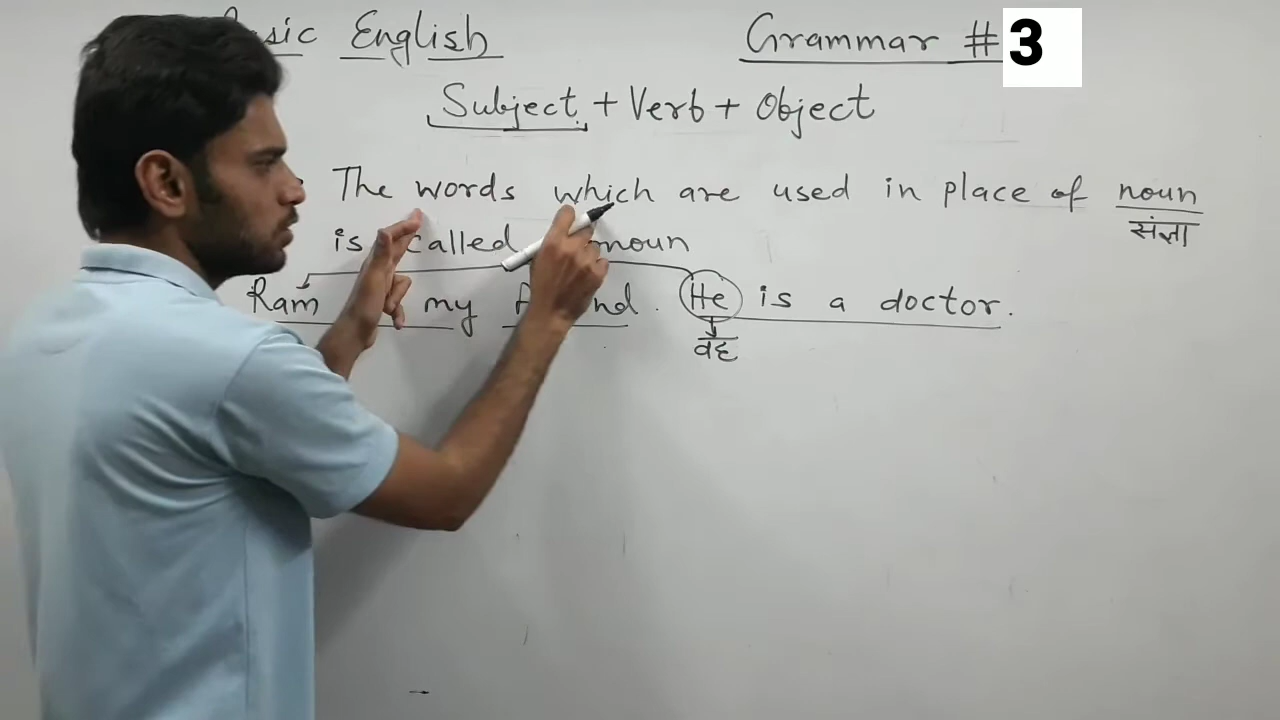 English Grammar #3
Subject + Verb + Object
The words which are used in place of noun
संज्ञा
is called
Ram my He is a doctor.
वह